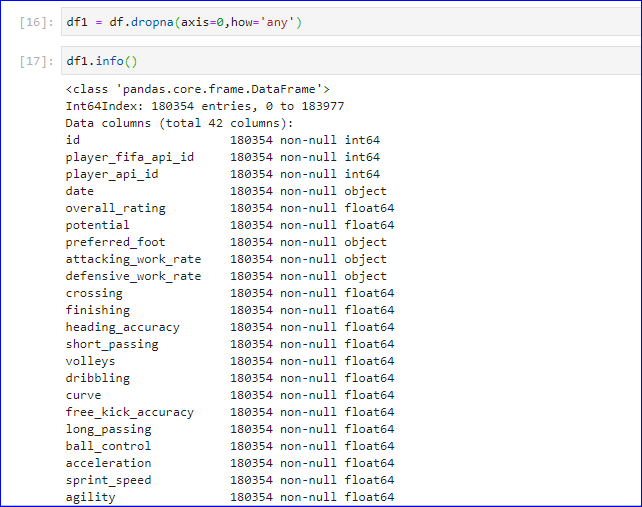 [16]: df1 = df.dropna(axis=0,how='any')
[17]: df1.info()
<class 'pandas.core.frame.DataFrame'>
Int64Index: 180354 entries, 0 to 183977
Data columns (total 42 columns):
id                     180354 non-null int64
player_fifa_api_id     180354 non-null int64
player_api_id          180354 non-null int64
date                   180354 non-null object
overall_rating         180354 non-null float64
potential              180354 non-null float64
preferred_foot         180354 non-null object
attacking_work_rate    180354 non-null object
defensive_work_rate    180354 non-null object
crossing               180354 non-null float64
finishing              180354 non-null float64
heading_accuracy       180354 non-null float64
short_passing          180354 non-null float64
volleys                180354 non-null float64
dribbling              180354 non-null float64
curve                  180354 non-null float64
free_kick_accuracy     180354 non-null float64
long_passing           180354 non-null float64
ball_control           180354 non-null float64
acceleration           180354 non-null float64
sprint_speed           180354 non-null float64
agility                180354 non-null float64